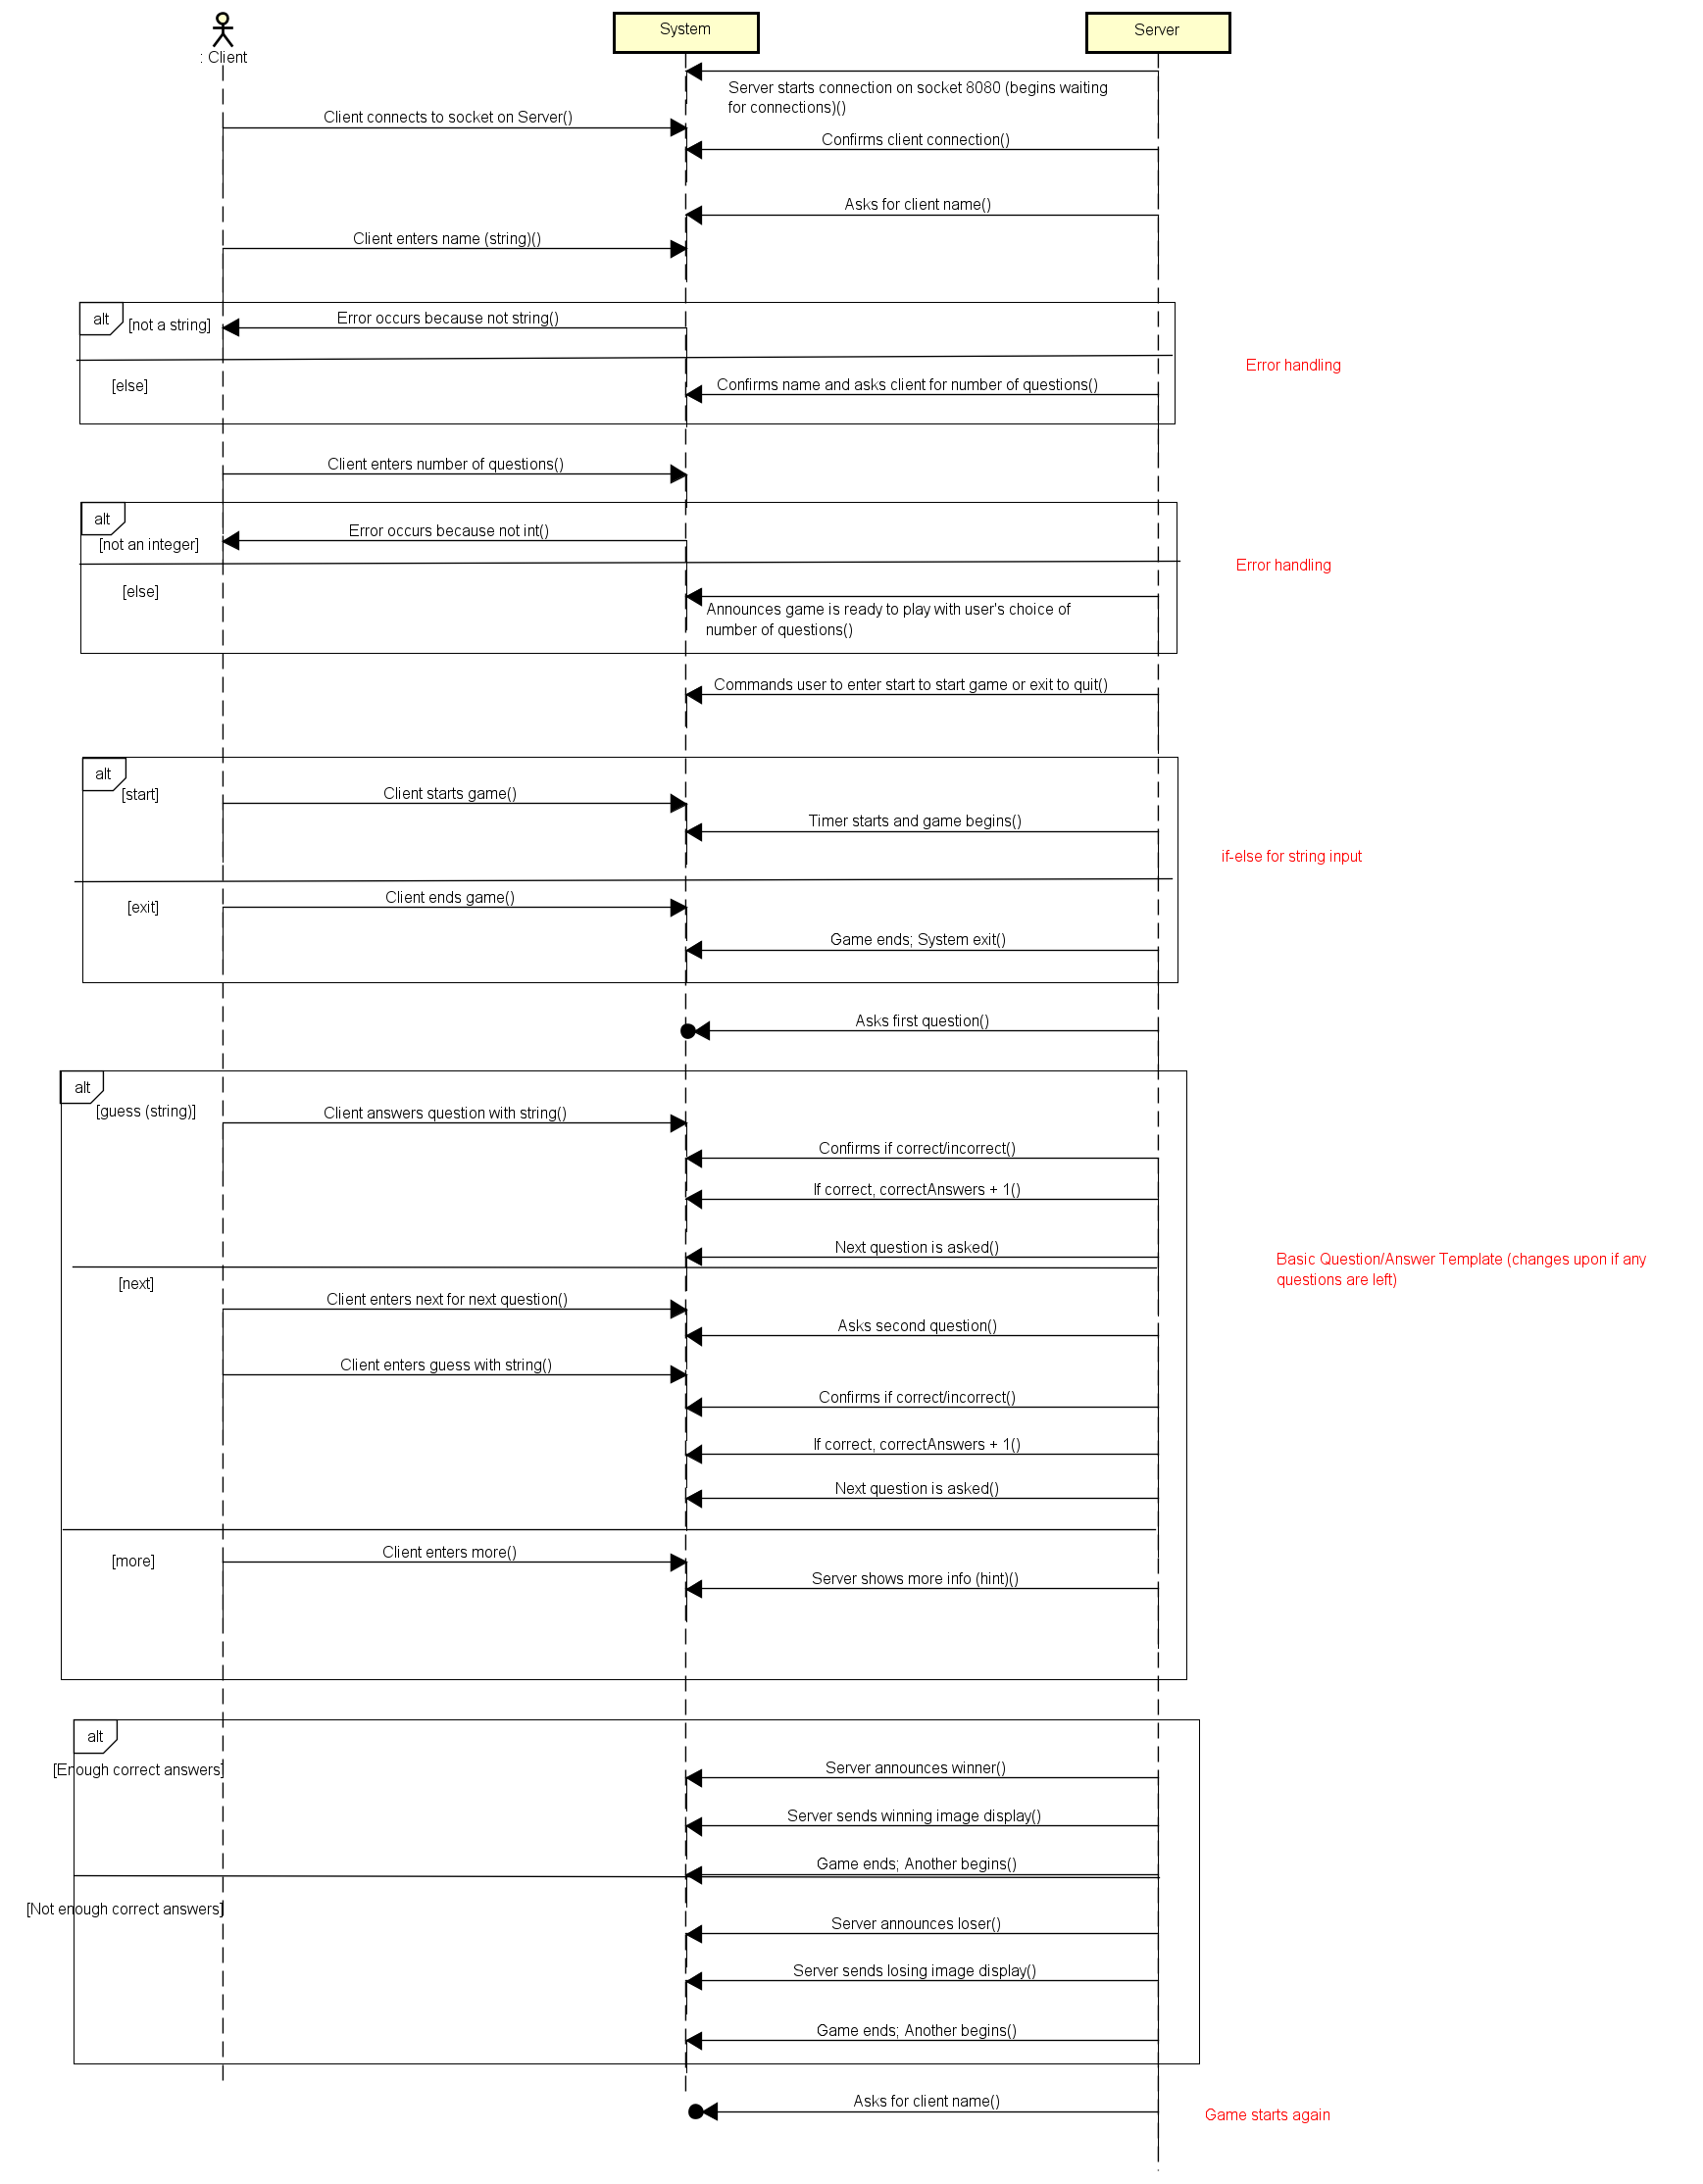 : Client
System
Server
Server starts connection on socket 8080 (begins waiting
for connections)()
Client connects to socket on Server()
Confirms client connection()
Asks for client name()
Client enters name (string)()
alt
[not a string]
Error occurs because not string()
Error handling
[else]
Confirms name and asks client for number of questions()
Client enters number of questions()
alt
[not an integer]
Error occurs because not int()
Error handling
[else]
Announces game is ready to play with user's choice of
number of questions()
Commands user to enter start to start game or exit to quit()
alt
[start]
Client starts game()
Timer starts and game begins()
if-else for string input
[exit]
Client ends game()
Game ends; System exit()
Asks first question()
alt
[guess (string)]
Client answers question with string()
Confirms if correct/incorrect()
If correct, correctAnswers + 1()
Next question is asked()
Basic Question/Answer Template (changes upon if any
questions are left)
[next]
Client enters next for next question()
Asks second question()
Client enters guess with string()
Confirms if correct/incorrect()
If correct, correctAnswers + 1()
Next question is asked()
[more]
Client enters more()
Server shows more info (hint)()
alt
[Enough correct answers]
Server announces winner()
Server sends winning image display()
Game ends; Another begins()
[Not enough correct answers]
Server announces loser()
Server sends losing image display()
Game ends; Another begins()
Asks for client name()
Game starts again